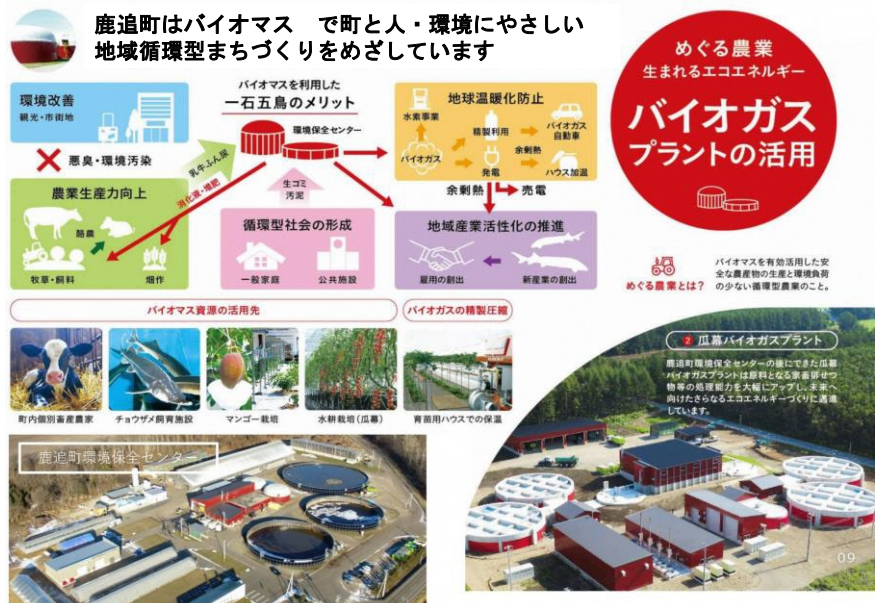 鹿追町はバイオマス　で町と人・環境にやさしい
地域循環型まちづくりをめざしています
めぐる農業
生まれるエコエネルギー
バイオガス
プラントの活用
バイオマスを利用した
一石五鳥のメリット
環境保全センター
環境改善
観光・市街地
悪臭・環境汚染
乳牛ふん尿
消化液・堆肥
農業生産力向上
酪農
牧草・飼料
畑作
生ゴミ
汚泥
循環型社会の形成
一般家庭
公共施設
地球温暖化防止
水素事業
精製利用
バイオガス
自動車
バイオガス
発電
余剰熱
ハウス加温
余剰熱
売電
地域産業活性化の推進
雇用の創出
新産業の創出
めぐる農業とは?
バイオマスを有効活用した安
全な農産物の生産と環境負荷
の少ない循環型農業のこと。
バイオマス資源の活用先
バイオガスの精製圧縮
町内個別畜産農家
チョウザメ飼育施設
マンゴー栽培
水耕栽培(瓜幕)
育苗用ハウスでの保温
2 瓜幕バイオガスプラント
鹿追町環境保全センターの後にできた瓜幕
バイオガスプラントは原料となる家畜排せつ
物等の処理能力を大幅にアップし、未来へ
向けたさらなるエコエネルギーづくりに邁進
しています。
鹿追町環境保全センター
09